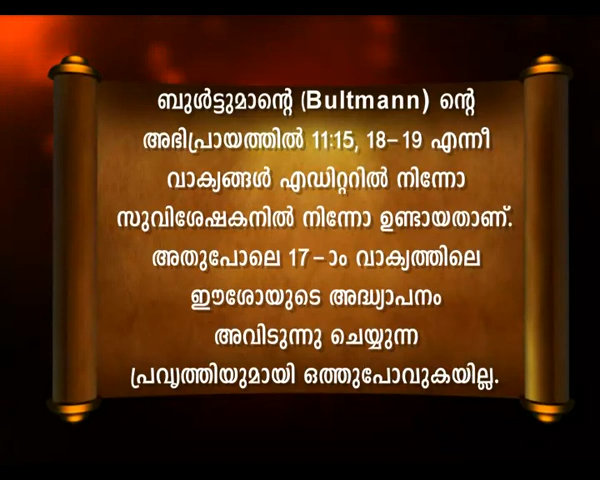 ബുൾട്ടുമാന്റെ (Bultmann) ന്റെ
അഭിപ്രായത്തിൽ 11:15, 18-19 എന്നീ
വാക്യങ്ങൾ എഡിറ്ററിൽ നിന്നോ
സുവിശേഷകനിൽ നിന്നോ ഉണ്ടായതാണ്.
അതുപോലെ 17-ാം വാക്യത്തിലെ
ഈശോയുടെ അദ്ധ്യാപനം
അവിടുന്നു ചെയ്യുന്ന
പ്രവൃത്തിയുമായി ഒത്തുപോവുകയില്ല.